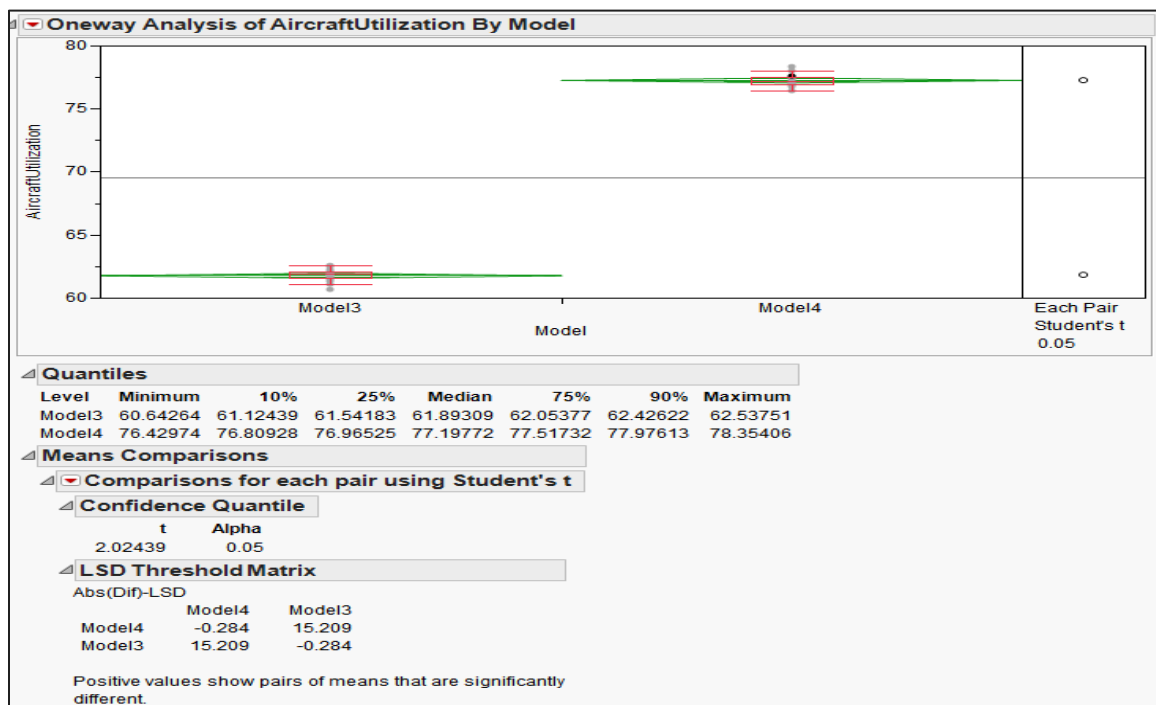 Oneway Analysis of AircraftUtilization By Model
80
75
70
65
60
AircraftUtilization
Model3 Model4
Model
Each Pair
Student's t
0.05
Quantiles
Level Minimum 10% 25% Median 75% 90% Maximum
Model3 60.64264 61.12439 61.54183 61.89309 62.05377 62.42622 62.53751
Model4 76.42974 76.80928 76.96525 77.19772 77.51732 77.97613 78.35406
Means Comparisons
Comparisons for each pair using Student's t
Confidence Quantile
t Alpha
2.02439 0.05
LSD Threshold Matrix
Abs(Dif)-LSD
Model4 Model3
Model4 -0.284 15.209
Model3 15.209 -0.284
Positive values show pairs of means that are significantly
different.